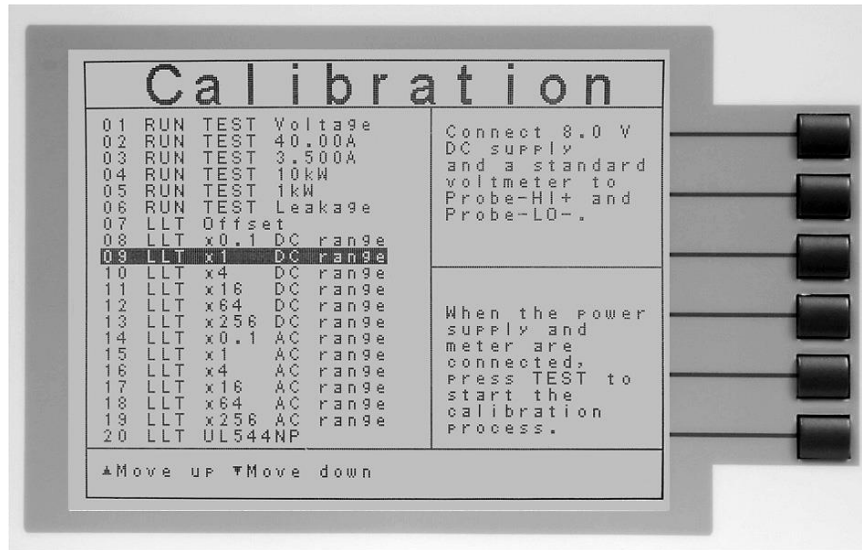 Calibration
01 RUN TEST Voltage
02 RUN TEST 40.00A
03 RUN TEST 3.500A
04 RUN TEST 10kW
05 RUN TEST 1kW
06 RUN TEST Leakage
07 LLT Offset
08 LLT x0.1 DC range
09 LLT x1 DC range
10 LLT x4 DC range
11 LLT x16 DC range
12 LLT x64 DC range
13 LLT x256 DC range
14 LLT x0.1 AC range
15 LLT x1 AC range
16 LLT x4 AC range
17 LLT x16 AC range
18 LLT x64 AC range
19 LLT x256 AC range
20 LLT UL544NP
Connect 8.0 V
DC supply
and a standard
voltmeter to
Probe-HI+ and
Probe-LO-.
When the power
supply and
meter are
connected,
press TEST to
start the
calibration
process.
▲Move up ▼Move down